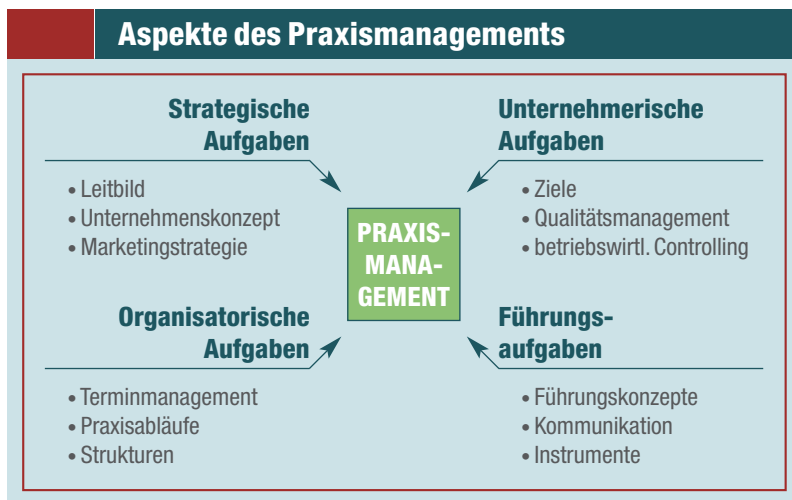 Aspekte des Praxismanagements
Strategische
Aufgaben
• Leitbild
• Unternehmenskonzept
• Marketingstrategie
Unternehmerische
Aufgaben
• Ziele
• Qualitätsmanagement
• betriebswirtl. Controlling
PRAXIS-
MANA-
GEMENT
Organisatorische
Aufgaben
• Terminmanagement
• Praxisabläufe
• Strukturen
Führungs-
aufgaben
• Führungskonzepte
• Kommunikation
• Instrumente